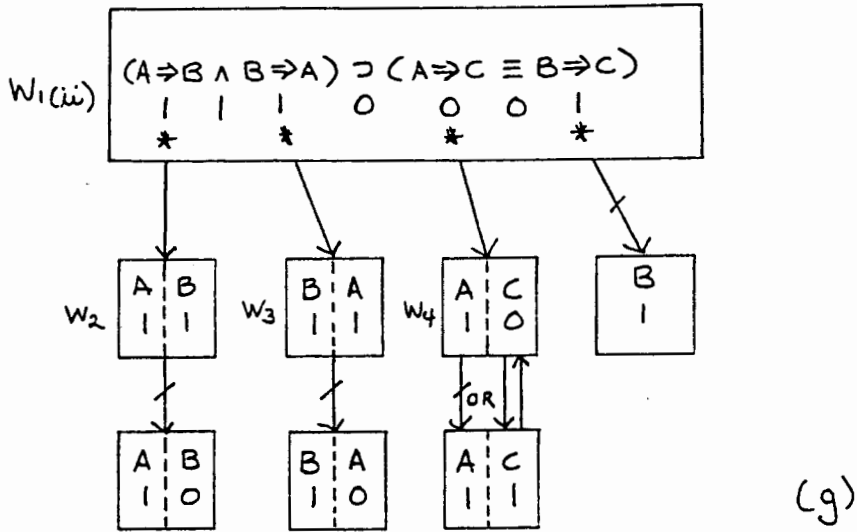 (A⇒B ∧ B⇒A) ⊃ (A⇒C ≡ B⇒C)
W1(ii)
1 1 1 0 0 0 1
* * * *
A B B A A C B
W2 W3 W4
1 1 1 1 1 0 1
OR
A B B A A C
1 0 1 0 1 1
(g)